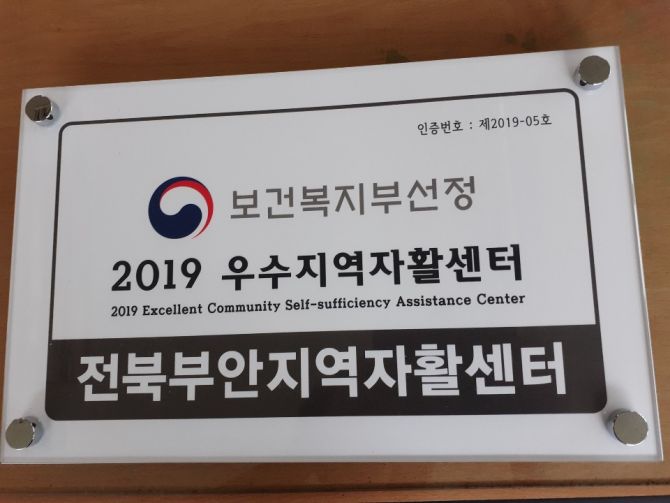 인증번호 : 제2019-05호
보건복지부선정
2019 우수지역자활센터
2019 Excellent Community Self-sufficiency Assistance Center
전북부안지역자활센터